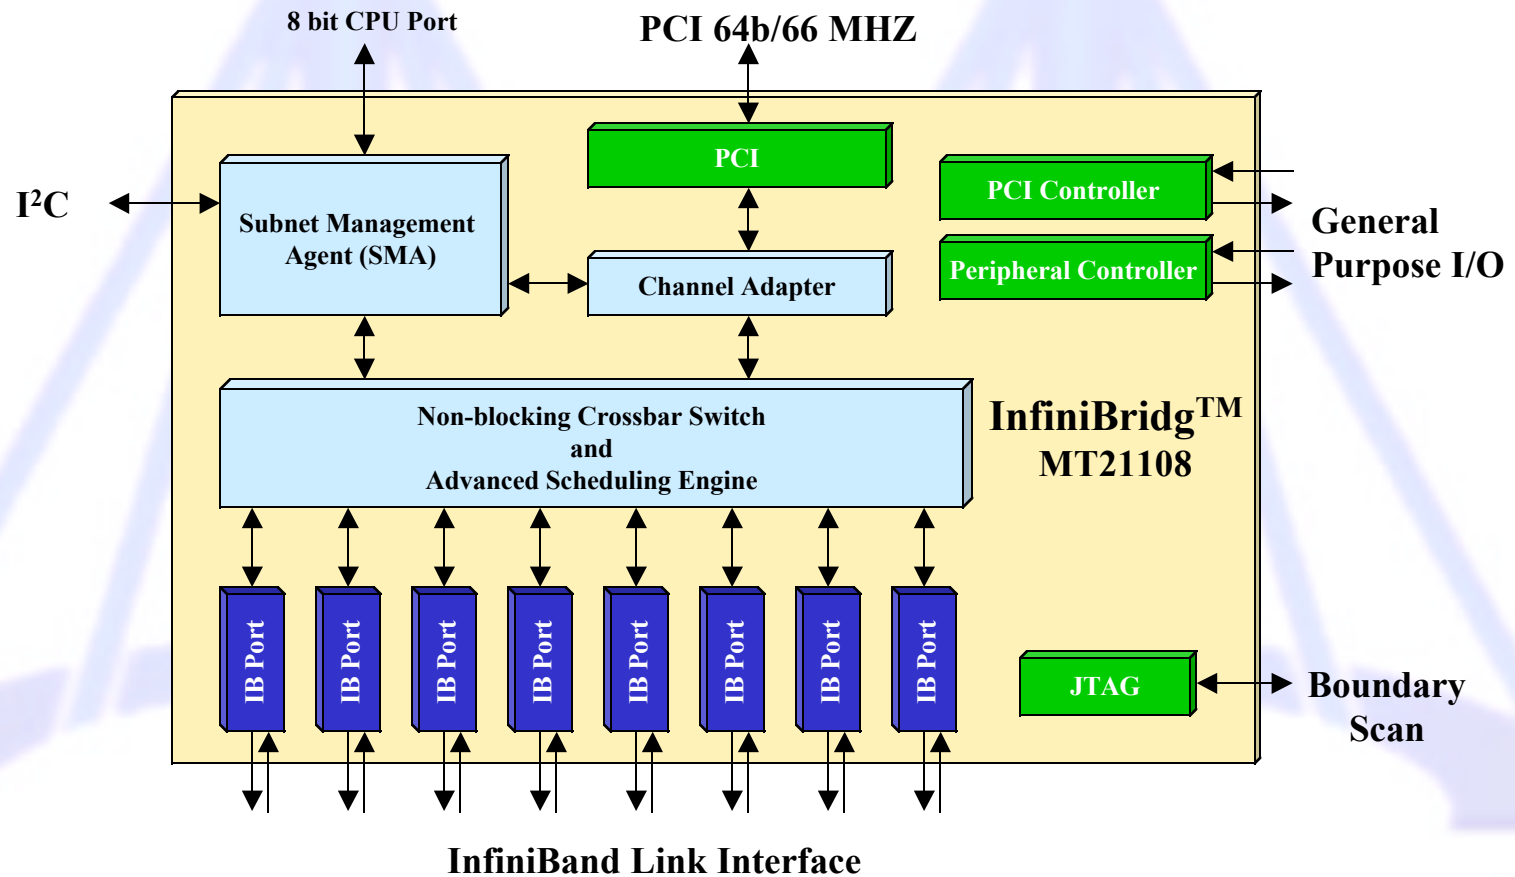 8 bit CPU Port
PCI 64b/66 MHZ
PCI
PCI Controller
I²C
Subnet Management
Agent (SMA)
General
Purpose I/O
Peripheral Controller
Channel Adapter
Non-blocking Crossbar Switch
and
Advanced Scheduling Engine
InfiniBridg™
MT21108
IB Port
IB Port
IB Port
IB Port
IB Port
IB Port
IB Port
IB Port
JTAG
Boundary
Scan
InfiniBand Link Interface